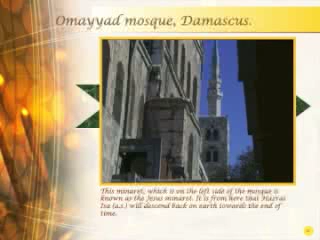 Omayyad mosque, Damascus.
This minaret, which is on the left side of the mosque is
known as the Jesus minaret. It is from here that Hazrat
Isa (a.s.) will descend back on earth towards the end of
time.